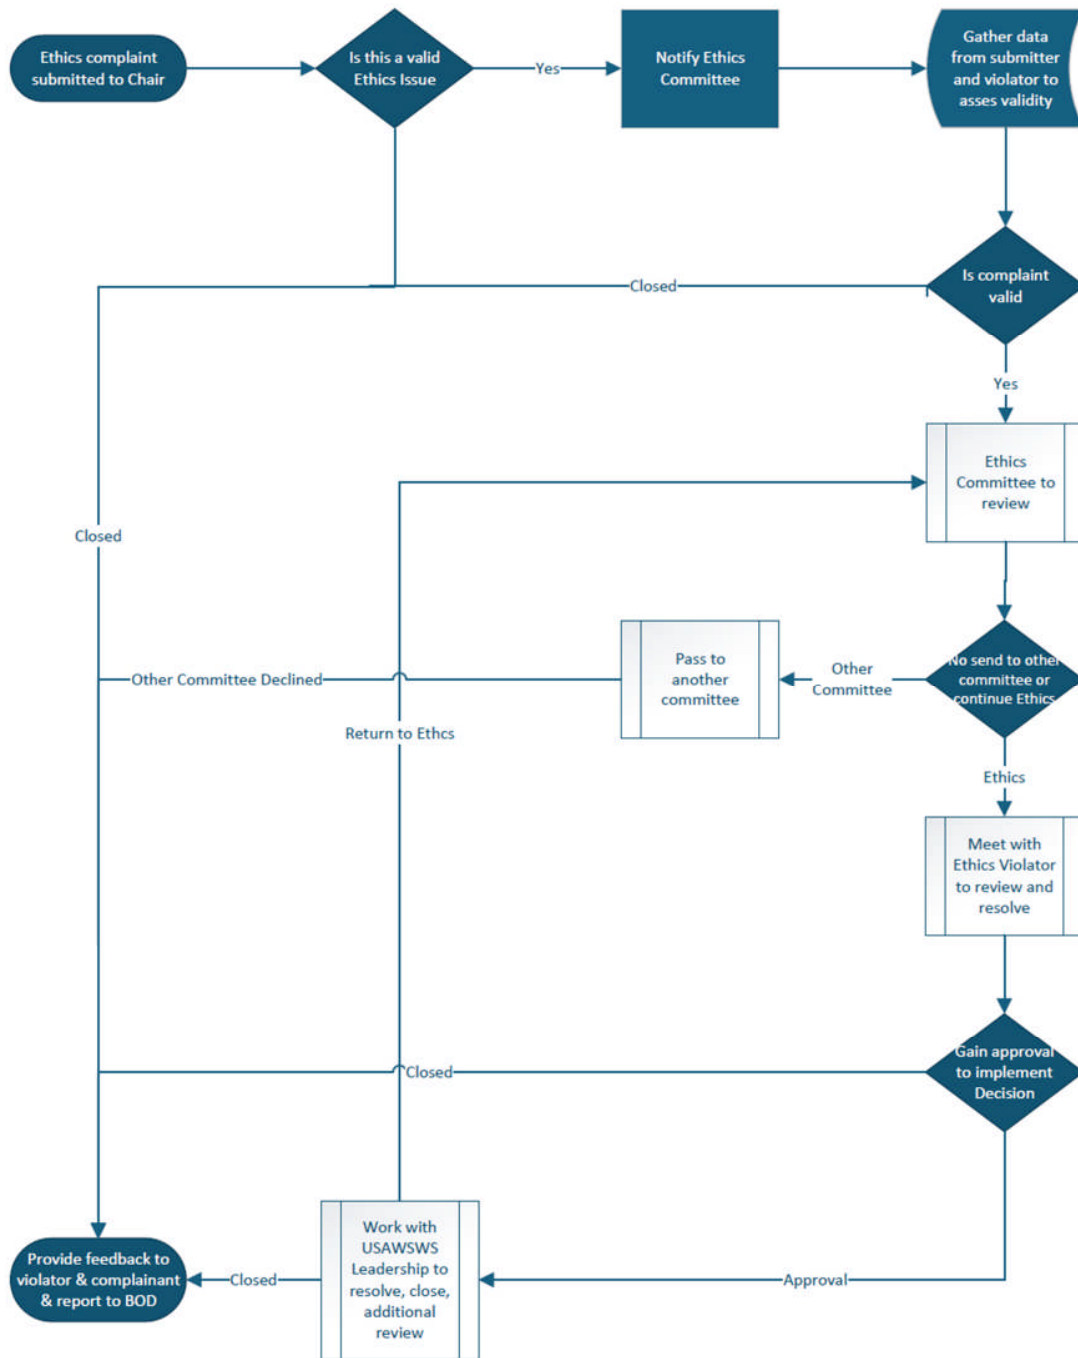 Ethics complaint
submitted to Chair
Is this a valid
Ethics Issue
Yes
Notify Ethics
Committee
Gather data
from submitter
and violator to
asses validity
Is complaint
valid
Closed
Yes
Ethics
Committee to
review
Closed
No send to other
committee or
continue Ethics
Other
Committee
Pass to
another
committee
Other Committee Declined
Return to Ethcs
Ethics
Meet with
Ethics Violator
to review and
resolve
Gain approval
to implement
Decision
Closed
Approval
Work with
USAWSWS
Leadership to
resolve, close,
additional
review
Closed
Provide feedback to
violator & complainant
& report to BOD